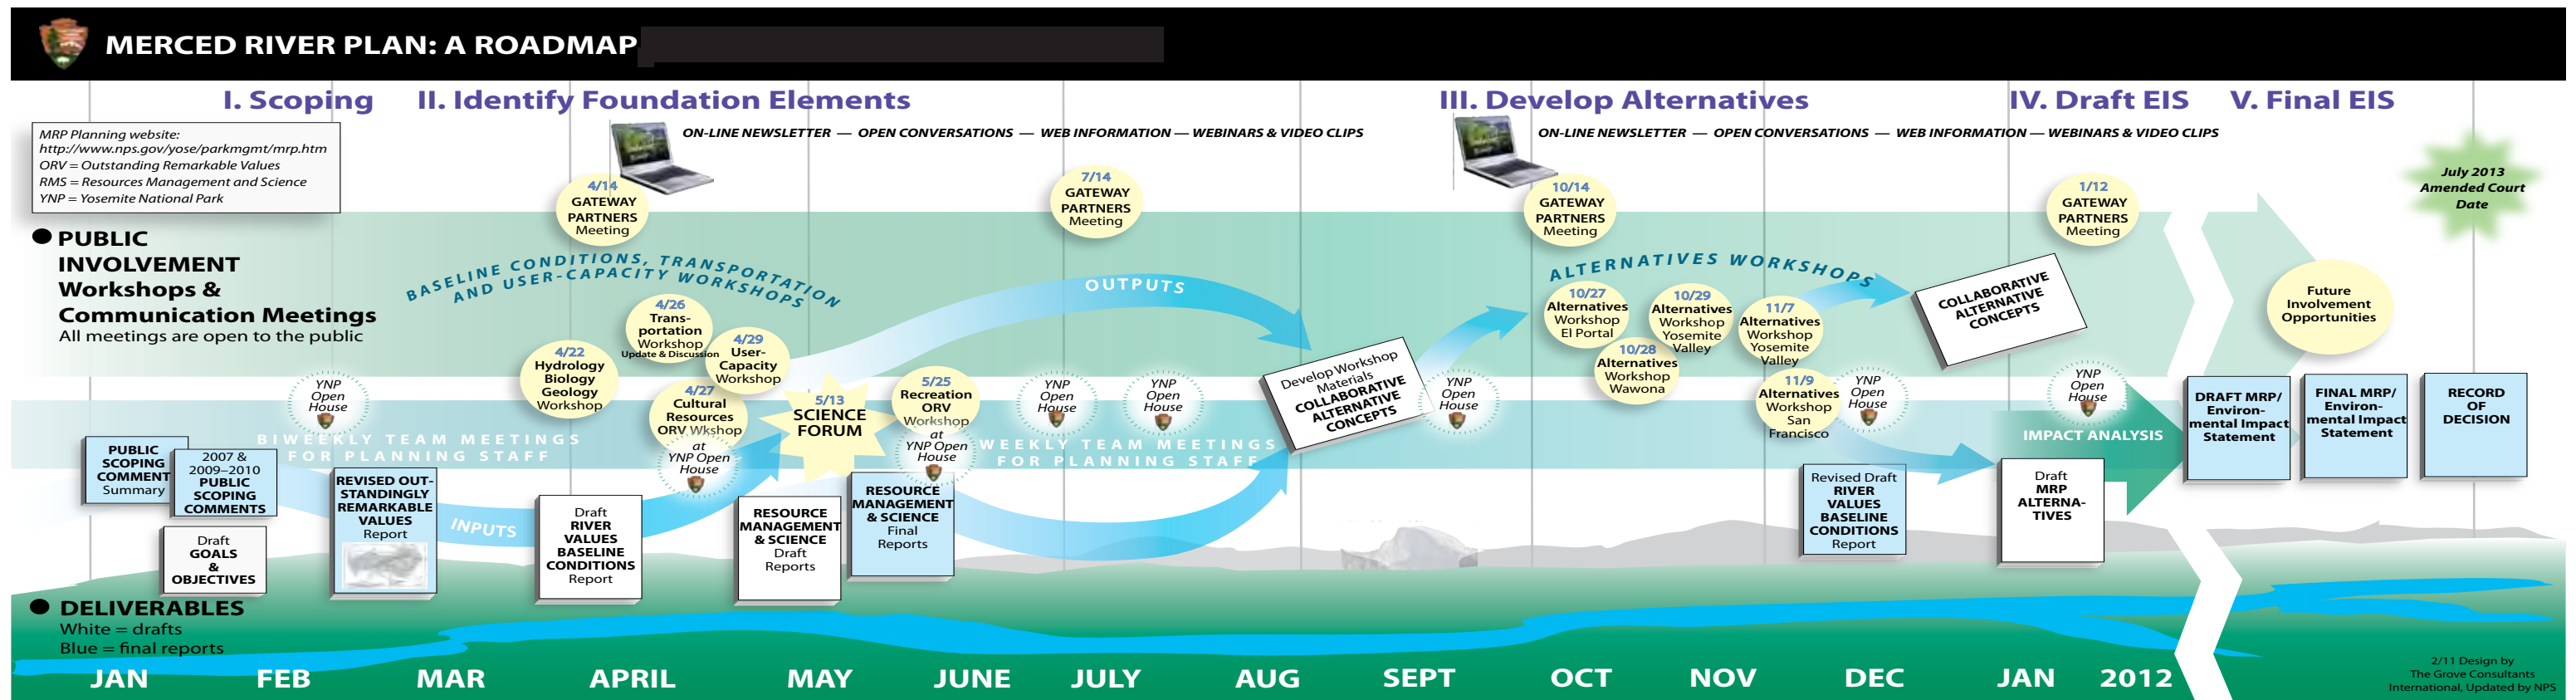 MERCED RIVER PLAN: A ROADMAP
I. Scoping
II. Identify Foundation Elements
III. Develop Alternatives
IV. Draft EIS
V. Final EIS
MRP Planning website:
http://www.nps.gov/yose/parkmgmt/mrp.htm
ORV = Outstanding Remarkable Values
RMS = Resources Management and Science
YNP = Yosemite National Park
ON-LINE NEWSLETTER — OPEN CONVERSATIONS — WEB INFORMATION — WEBINARS & VIDEO CLIPS
ON-LINE NEWSLETTER — OPEN CONVERSATIONS — WEB INFORMATION — WEBINARS & VIDEO CLIPS
July 2013
Amended Court
Date
4/14
GATEWAY
PARTNERS
Meeting
7/14
GATEWAY
PARTNERS
Meeting
10/14
GATEWAY
PARTNERS
Meeting
1/12
GATEWAY
PARTNERS
Meeting
PUBLIC
INVOLVEMENT
Workshops &
Communication Meetings
All meetings are open to the public
BASELINE CONDITIONS, TRANSPORTATION
AND USER-CAPACITY WORKSHOPS
OUTPUTS
ALTERNATIVES WORKSHOPS
4/22
Hydrology
Biology
Geology
Workshop
4/26
Trans-
portation
Workshop
Update & Discussion
4/29
User-
Capacity
Workshop
4/27
Cultural
Resources
ORV Wkshop
at
YNP Open
House
5/13
SCIENCE
FORUM
5/25
Recreation
ORV
Workshop
at
YNP Open
House
YNP
Open
House
YNP
Open
House
YNP
Open
House
Develop Workshop
Materials
COLLABORATIVE
ALTERNATIVE
CONCEPTS
YNP
Open
House
10/27
Alternatives
Workshop
El Portal
10/28
Alternatives
Workshop
Wawona
10/29
Alternatives
Workshop
Yosemite
Valley
11/7
Alternatives
Workshop
Yosemite
Valley
11/9
Alternatives
Workshop
San
Francisco
YNP
Open
House
COLLABORATIVE
ALTERNATIVE
CONCEPTS
YNP
Open
House
Future
Involvement
Opportunities
BIWEEKLY TEAM MEETINGS
FOR PLANNING STAFF
WEEKLY TEAM MEETINGS
FOR PLANNING STAFF
IMPACT ANALYSIS
DRAFT MRP/
Environ-
mental Impact
Statement
FINAL MRP/
Environ-
mental Impact
Statement
RECORD
OF
DECISION
PUBLIC
SCOPING
COMMENT
Summary
2007 &
2009–2010
PUBLIC
SCOPING
COMMENTS
Draft
GOALS
&
OBJECTIVES
REVISED OUT-
STANDINGLY
REMARKABLE
VALUES
Report
INPUTS
Draft
RIVER
VALUES
BASELINE
CONDITIONS
Report
RESOURCE
MANAGEMENT
& SCIENCE
Draft
Reports
RESOURCE
MANAGEMENT
& SCIENCE
Final
Reports
Revised Draft
RIVER
VALUES
BASELINE
CONDITIONS
Report
Draft
MRP
ALTERNA-
TIVES
DELIVERABLES
White = drafts
Blue = final reports
JAN FEB MAR APRIL MAY JUNE JULY AUG SEPT OCT NOV DEC JAN 2012
2/11 Design by
The Grove Consultants
International, Updated by NPS